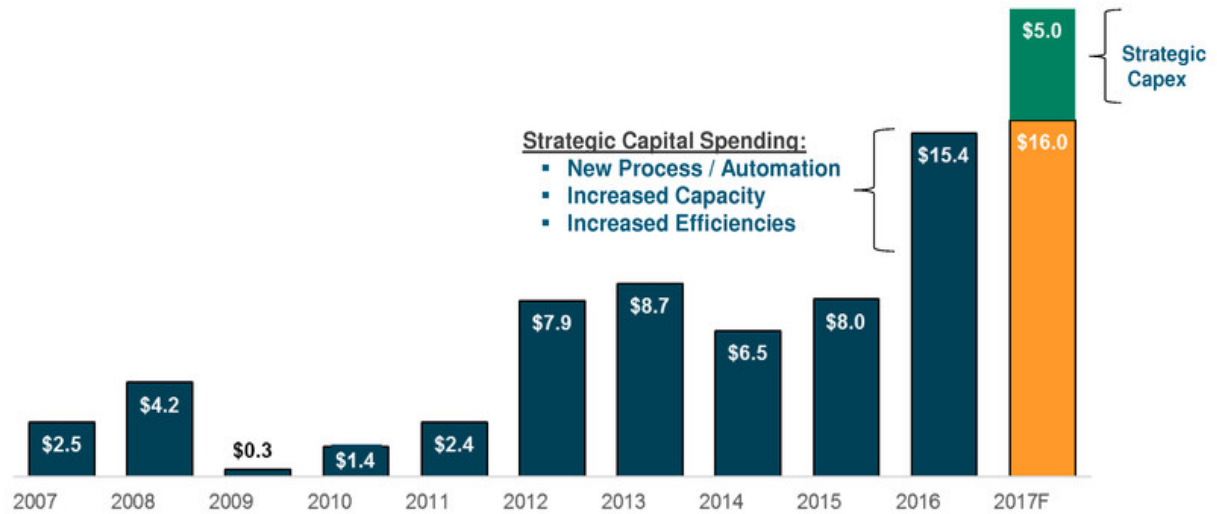 $5.0
Strategic
Capex
Strategic Capital Spending:
▪ New Process / Automation
▪ Increased Capacity
▪ Increased Efficiencies
$15.4
$16.0
$8.7
$7.9
$8.0
$6.5
$4.2
$2.5
$0.3
$1.4
$2.4
2007 2008 2009 2010 2011 2012 2013 2014 2015 2016 2017F